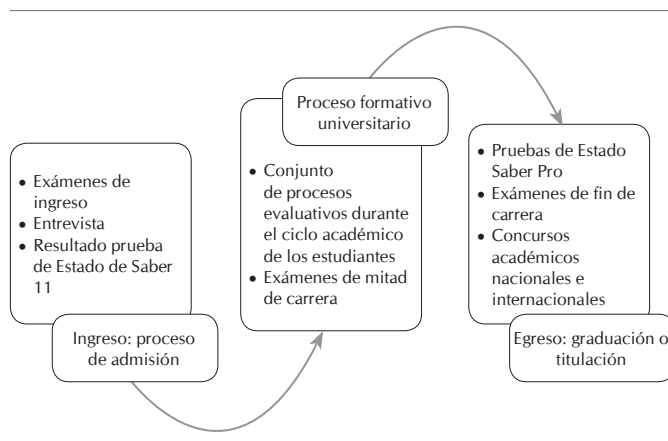 • Exámenes de
ingreso
• Entrevista
• Resultado prueba
de Estado de Saber
11
Ingreso: proceso
de admisión
Proceso formativo
universitario
• Conjunto
de procesos
evaluativos durante
el ciclo académico
de los estudiantes
• Exámenes de mitad
de carrera
• Pruebas de Estado
Saber Pro
• Exámenes de fin de
carrera
• Concursos
académicos
nacionales e
internacionales
Egreso: graduación o
titulación